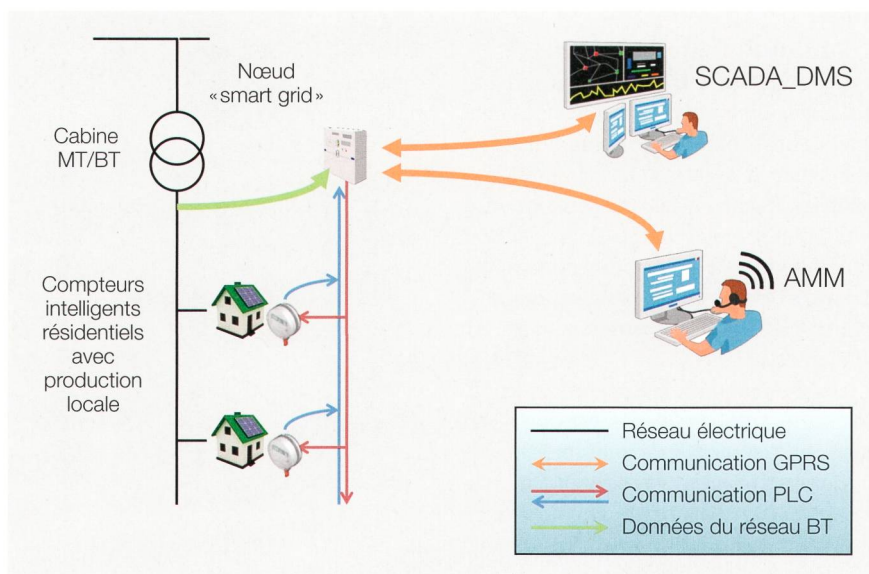 Nœud
«smart grid»
SCADA_DMS
Cabine
MT/BT
AMM
Compteurs
intelligents
résidentiels
avec
production
locale
Réseau électrique
Communication GPRS
Communication PLC
Données du réseau BT